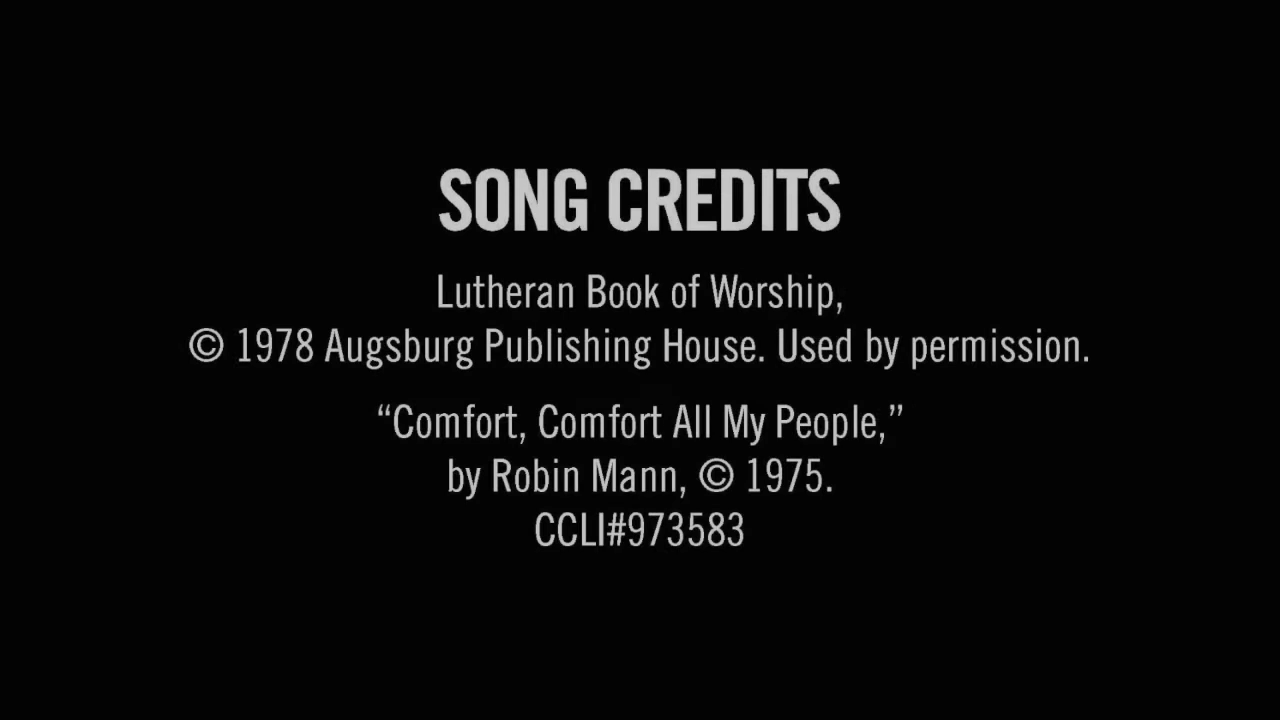 SONG CREDITS
Lutheran Book of Worship,
© 1978 Augsburg Publishing House. Used by permission.
“Comfort, Comfort All My People,”
by Robin Mann, © 1975.
CCLI#973583